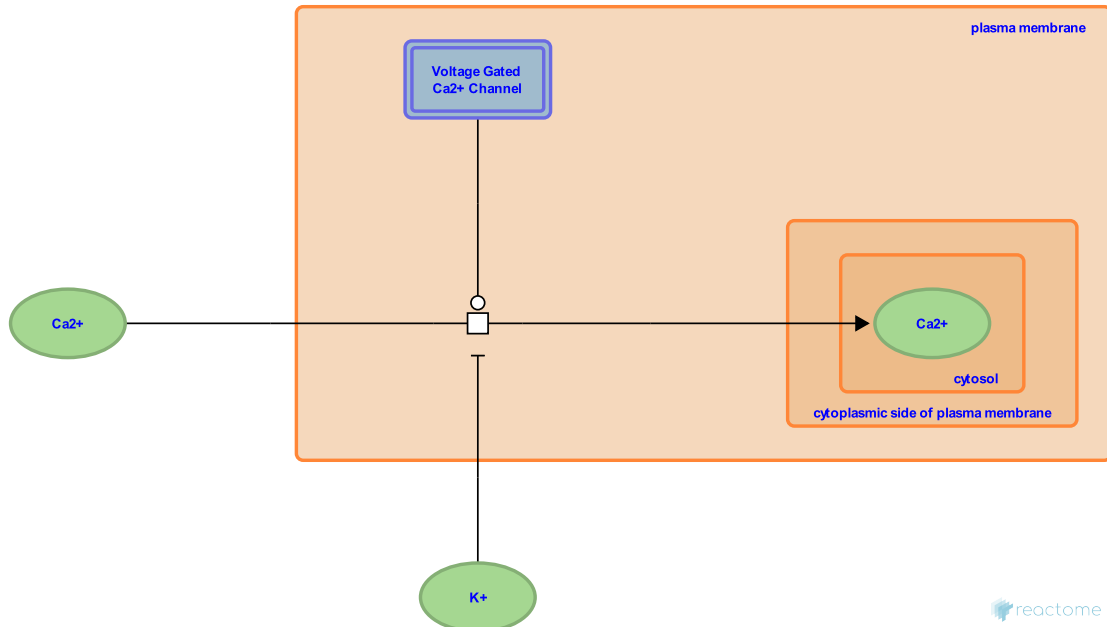 plasma membrane
Voltage Gated
Ca2+ Channel
Ca2+
Ca2+
cytosol
cytoplasmic side of plasma membrane
K+
reactome